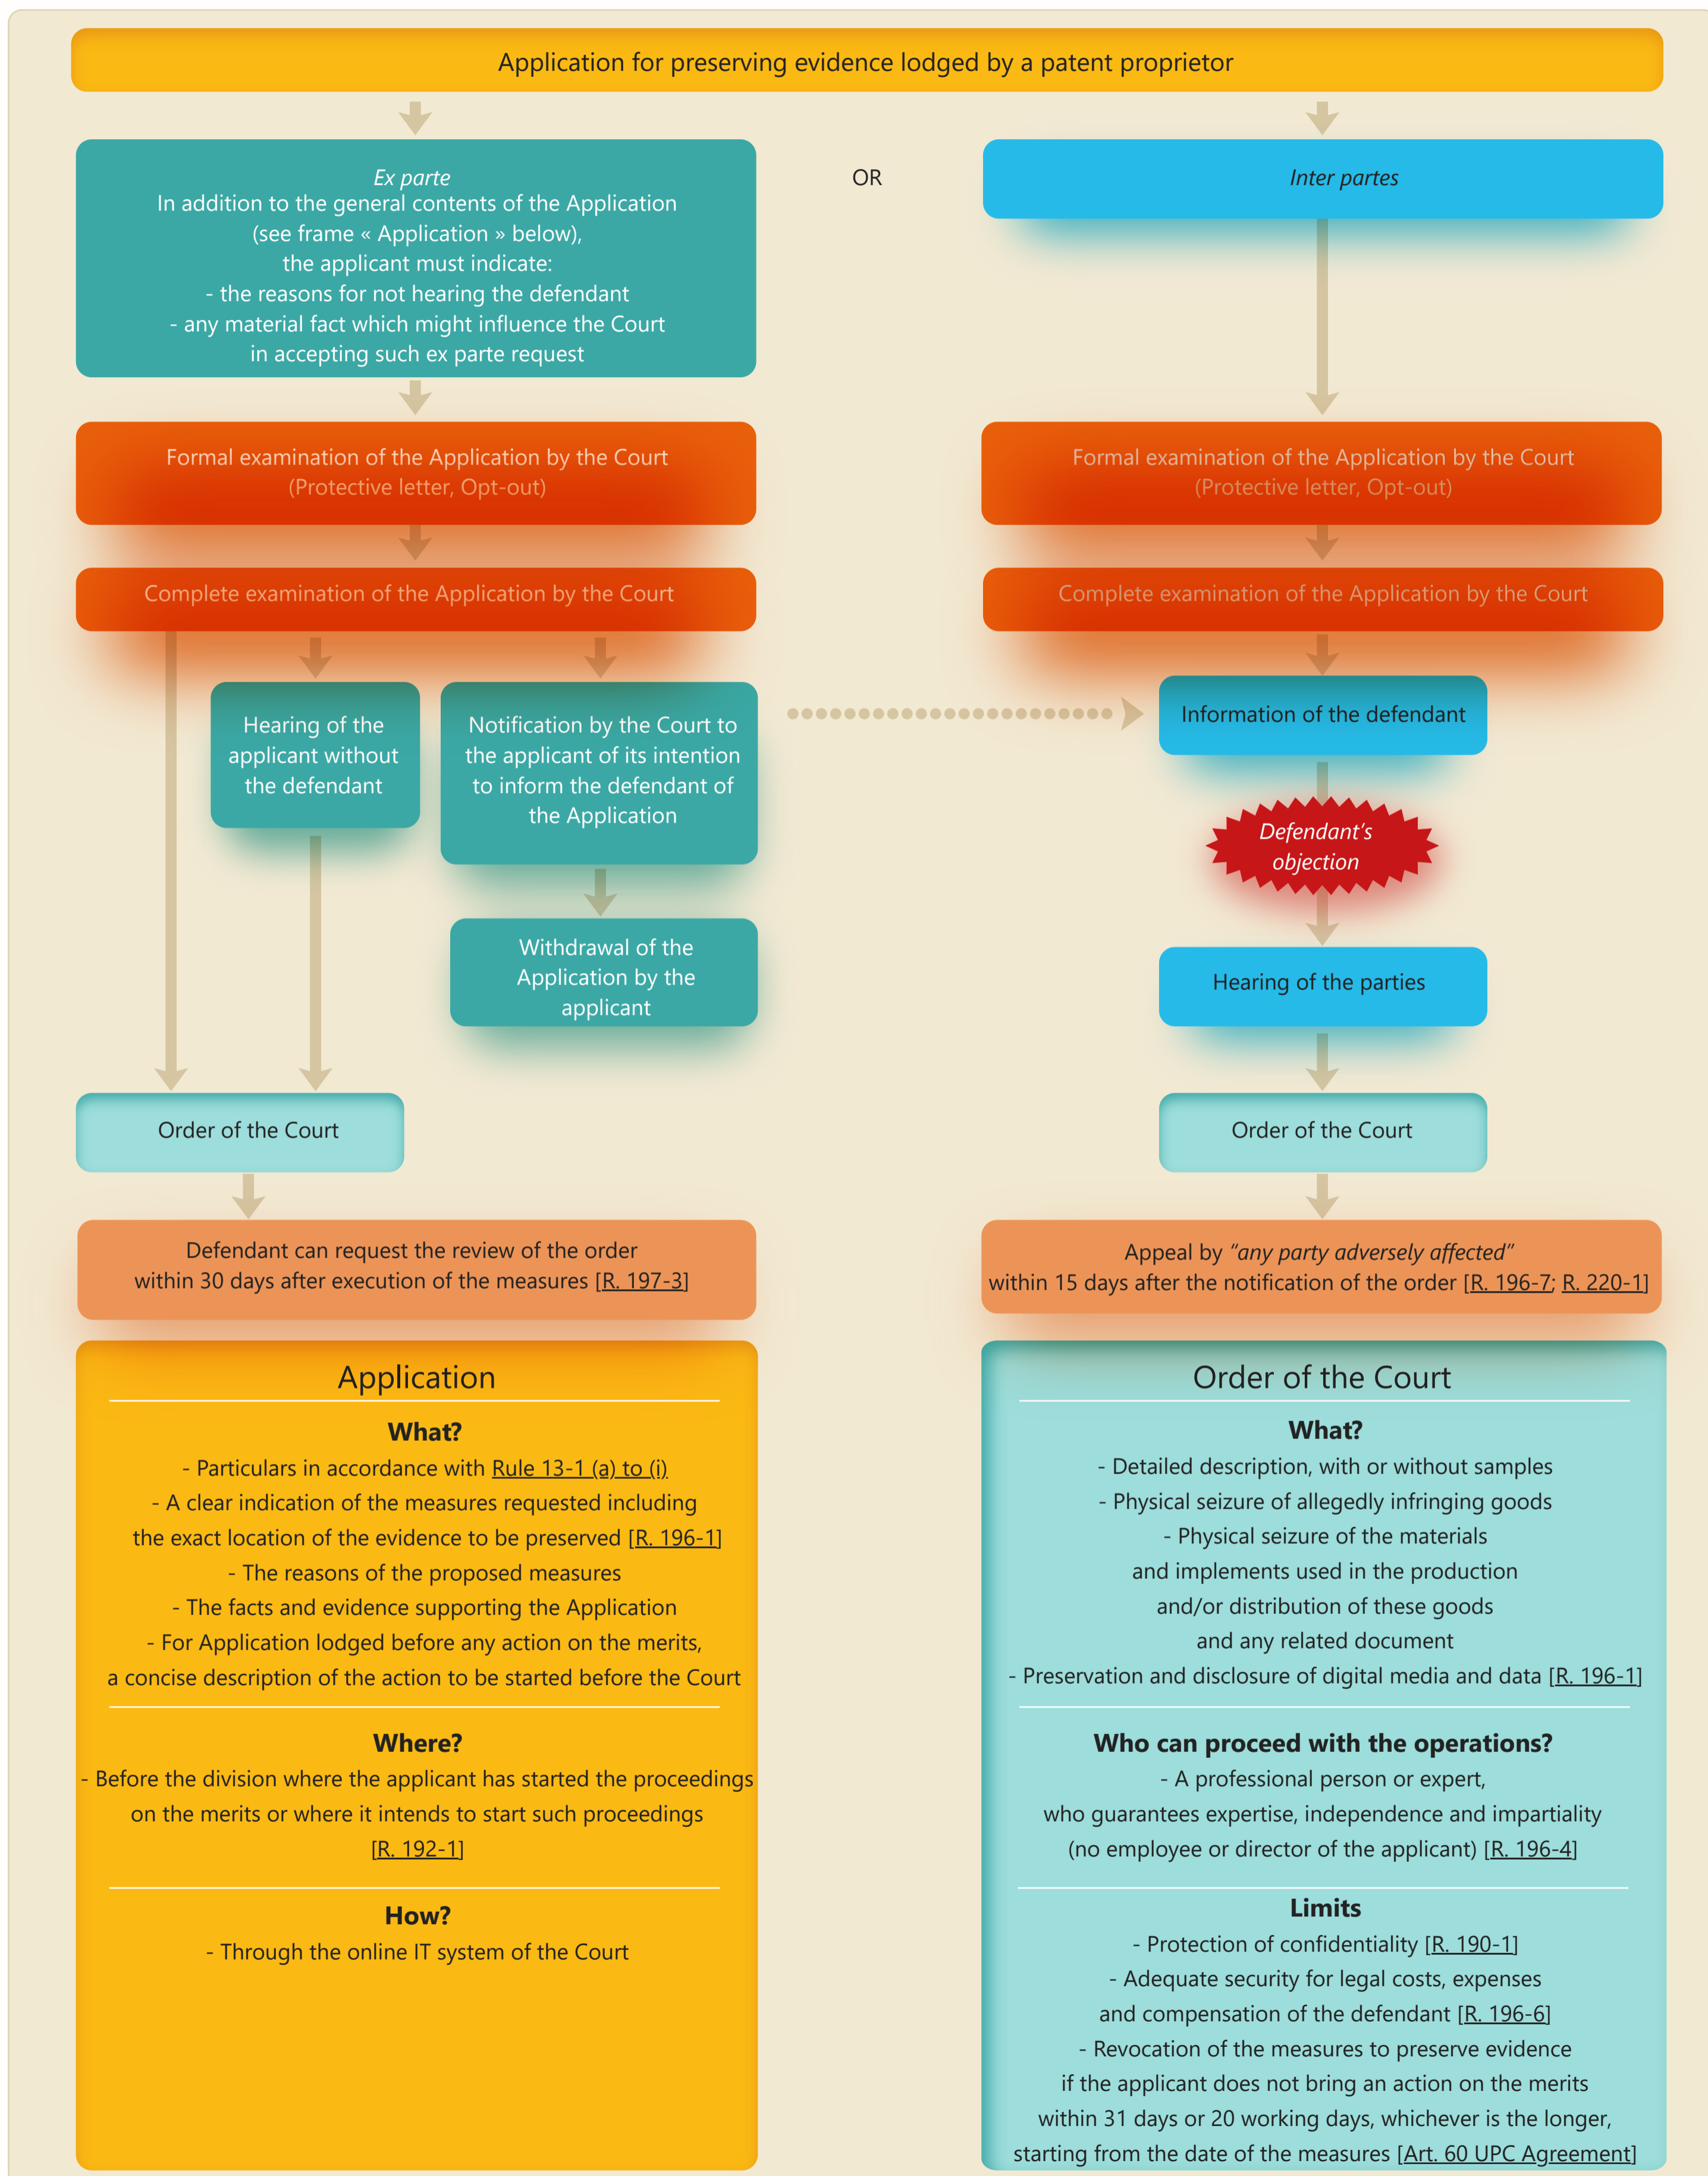 Application for preserving evidence lodged by a patent proprietor
Ex parte
In addition to the general contents of the Application
(see frame « Application » below),
the applicant must indicate:
- the reasons for not hearing the defendant
- any material fact which might influence the Court
in accepting such ex parte request
OR
Inter partes
Formal examination of the Application by the Court
(Protective letter, Opt-out)
Formal examination of the Application by the Court
(Protective letter, Opt-out)
Complete examination of the Application by the Court
Complete examination of the Application by the Court
Hearing of the
applicant without
the defendant
Notification by the Court to
the applicant of its intention
to inform the defendant of
the Application
Information of the defendant
Defendant's
objection
Withdrawal of the
Application by the
applicant
Hearing of the parties
Order of the Court
Order of the Court
Defendant can request the review of the order
within 30 days after execution of the measures [R. 197-3]
Appeal by "any party adversely affected"
within 15 days after the notification of the order [R. 196-7; R. 220-1]
Application
What?
- Particulars in accordance with Rule 13-1 (a) to (i)
- A clear indication of the measures requested including
the exact location of the evidence to be preserved [R. 196-1]
- The reasons of the proposed measures
- The facts and evidence supporting the Application
- For Application lodged before any action on the merits,
a concise description of the action to be started before the Court
Where?
- Before the division where the applicant has started the proceedings
on the merits or where it intends to start such proceedings
[R. 192-1]
How?
- Through the online IT system of the Court
Order of the Court
What?
- Detailed description, with or without samples
- Physical seizure of allegedly infringing goods
- Physical seizure of the materials
and implements used in the production
and/or distribution of these goods
and any related document
- Preservation and disclosure of digital media and data [R. 196-1]
Who can proceed with the operations?
- A professional person or expert,
who guarantees expertise, independence and impartiality
(no employee or director of the applicant) [R. 196-4]
Limits
- Protection of confidentiality [R. 190-1]
- Adequate security for legal costs, expenses
and compensation of the defendant [R. 196-6]
- Revocation of the measures to preserve evidence
if the applicant does not bring an action on the merits
within 31 days or 20 working days, whichever is the longer,
starting from the date of the measures [Art. 60 UPC Agreement]